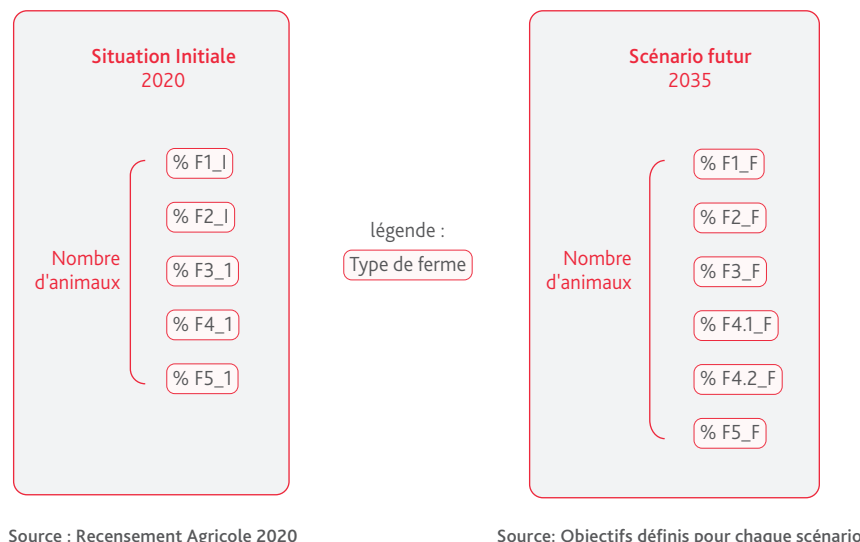 Situation Initiale
2020
% F1_I
% F2_I
Nombre
d'animaux
% F3_1
% F4_1
% F5_1
légende :
Type de ferme
Scénario futur
2035
% F1_F
% F2_F
Nombre
d'animaux
% F3_F
% F4.1_F
% F4.2_F
% F5_F
Source : Recensement Agricole 2020
Source: Objectifs définis pour chaque scénario